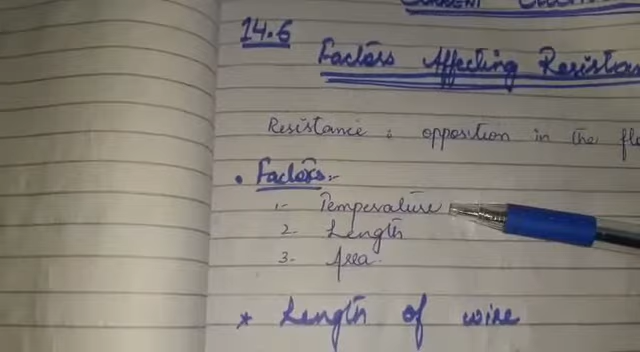 14.6
Factors Affecting
Resistance : opposition in the
• Factors:-
1- Temperature
2- Length
3- Area.
* Length of wire